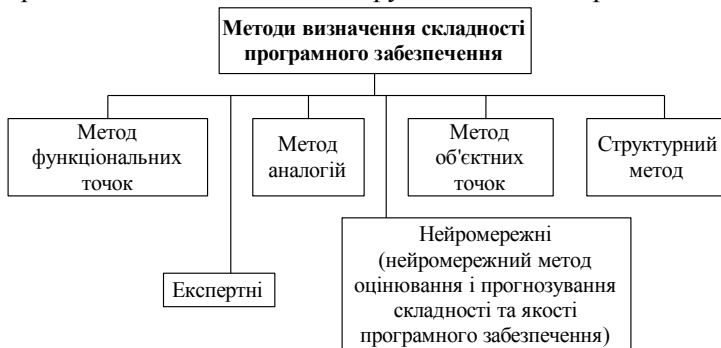 Методи визначення складності
програмного забезпечення
Метод
функціональних
точок
Метод
аналогій
Метод
об'єктних
точок
Структурний
метод
Експертні
Нейромережні
(нейромережний метод
оцінювання і прогнозування
складності та якості
програмного забезпечення)